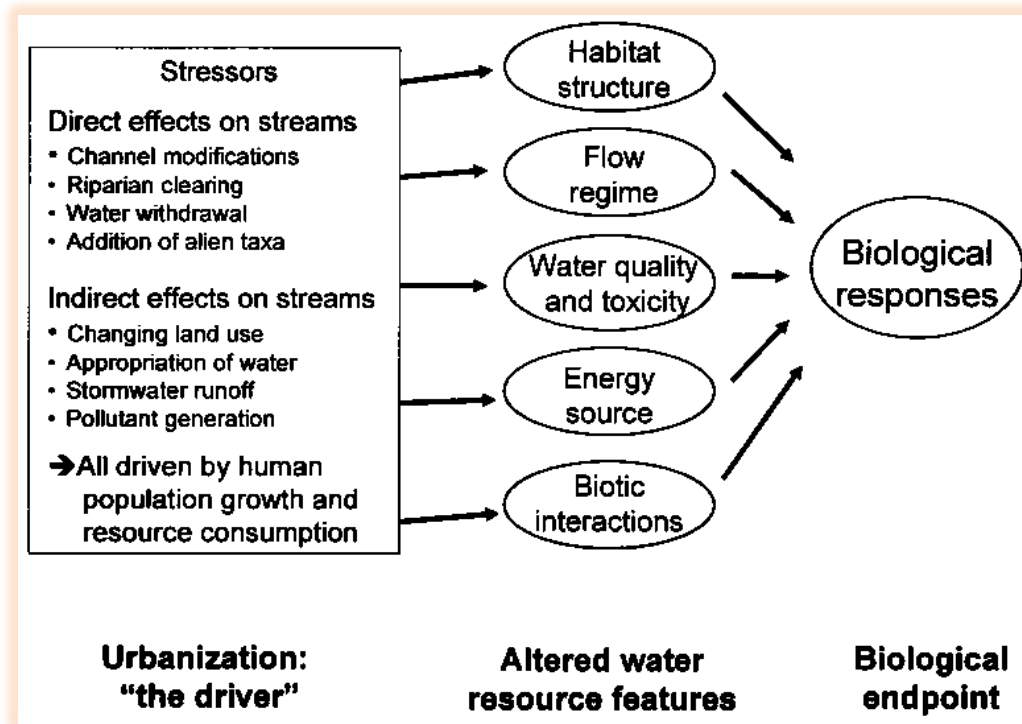 Stressors
Direct effects on streams
• Channel modifications
• Riparian clearing
• Water withdrawal
• Addition of alien taxa
Indirect effects on streams
• Changing land use
• Appropriation of water
• Stormwater runoff
• Pollutant generation
➔All driven by human
population growth and
resource consumption
Habitat
structure
Flow
regime
Water quality
and toxicity
Energy
source
Biotic
interactions
Biological
responses
Urbanization:
“the driver”
Altered water
resource features
Biological
endpoint